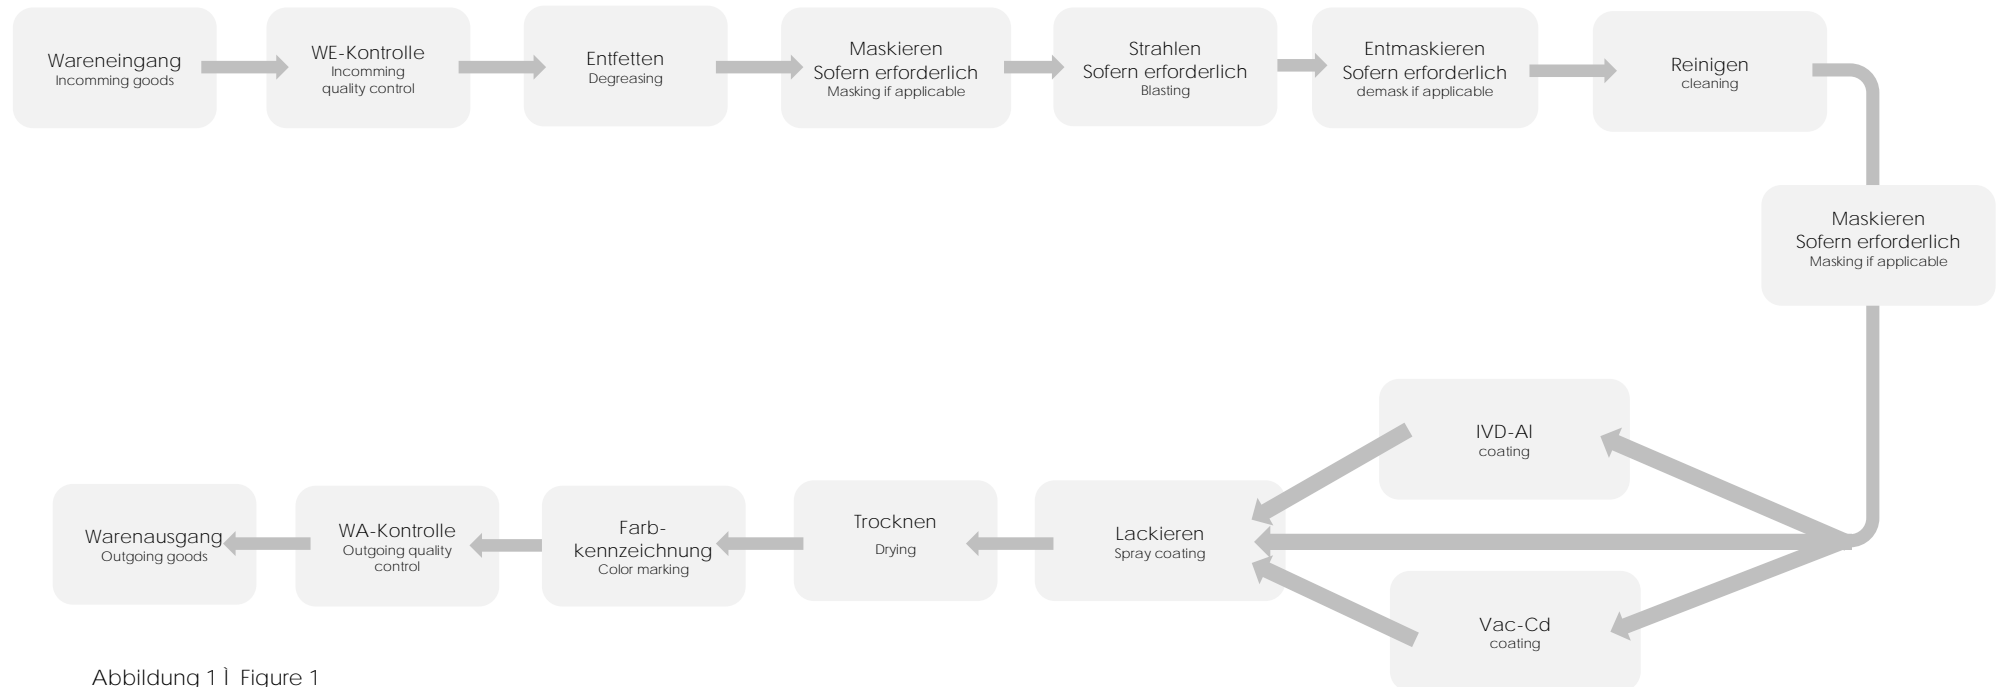 Wareneingang
Incomming goods
WE-Kontrolle
Incomming
quality control
Entfetten
Degreasing
Maskieren
Sofern erforderlich
Masking if applicable
Strahlen
Sofern erforderlich
Blasting
Entmaskieren
Sofern erforderlich
demask if applicable
Reinigen
cleaning
Maskieren
Sofern erforderlich
Masking if applicable
IVD-Al
coating
Vac-Cd
coating
Lackieren
Spray coating
Trocknen
Drying
Farb-
kennzeichnung
Color marking
WA-Kontrolle
Outgoing quality
control
Warenausgang
Outgoing goods
Abbildung 1 Ì Figure 1